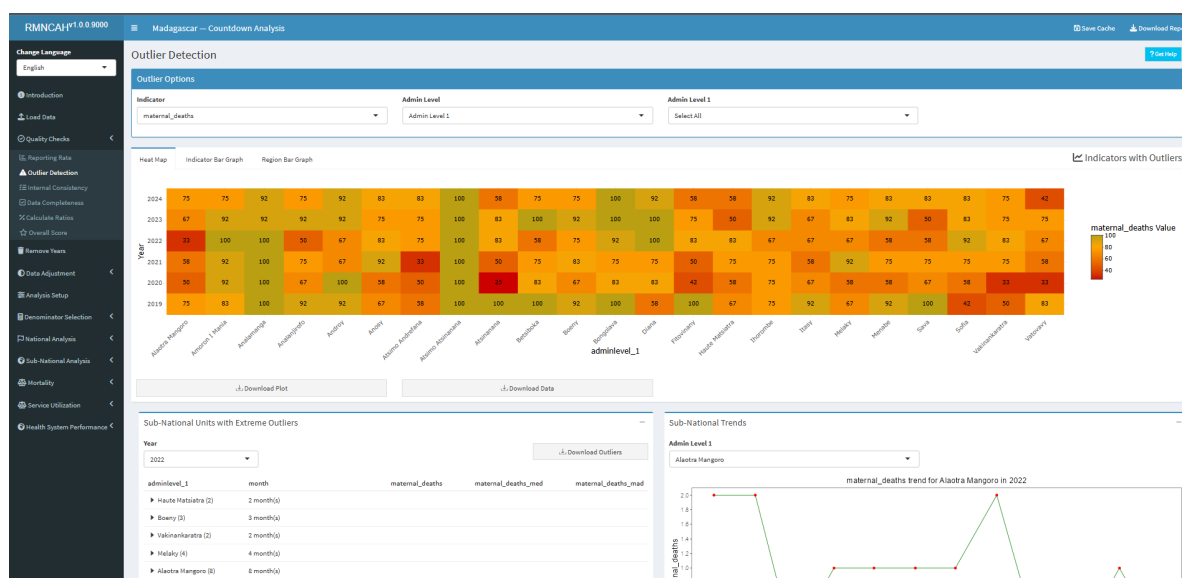 RMNCAHv1.0.0.9000
Madagascar — Countdown Analysis
Save Cache
Download Repo
Change Language
English
Introduction
Load Data
Quality Checks
Reporting Rate
Outlier Detection
Internal Consistency
Data Completeness
Calculate Ratios
Overall Score
Remove Years
Data Adjustment
Analysis Setup
Denominator Selection
National Analysis
Sub-National Analysis
Mortality
Service Utilization
Health System Performance
Outlier Detection
? Get Help
Outlier Options
Indicator
Admin Level
Admin Level 1
maternal_deaths
Admin Level 1
Select All
Heat Map
Indicator Bar Graph
Region Bar Graph
Indicators with Outliers
Year
2024 75 75 92 75 92 83 83 100 58 75 75 100 92 58 58 92 83 75 83 83 83 75 42
2023 67 92 92 92 92 75 75 100 83 100 92 100 100 75 50 92 67 83 92 50 83 75 75
2022 33 100 100 50 67 83 75 100 83 58 75 92 100 83 83 67 67 67 58 58 92 83 67
2021 58 92 100 75 67 92 33 100 50 75 83 75 75 50 75 75 58 92 75 75 75 75 58
2020 50 92 100 67 100 58 50 100 83 67 83 83 42 58 75 67 58 58 67 58 33 33
2019 75 83 100 92 92 67 58 100 100 100 92 100 58 100 67 75 92 67 92 100 42 50 83
Alaotra Mangoro
Amoron I Mania
Analamanga
Analanjirofo
Androy
Anosy
Atsimo Andrefana
Atsimo Atsinanana
Atsinanana
Betsiboka
Boeny
Bongolava
Diana
Fitovinany
Haute Matsiatra
Ihorombe
Itasy
Melaky
Menabe
Sava
Sofia
Vakinankaratra
Vatovavy
adminlevel_1
maternal_deaths Value
100
80
60
40
Download Plot
Download Data
Sub-National Units with Extreme Outliers
Year
2022
Download Outliers
adminlevel_1 month maternal_deaths maternal_deaths_med maternal_deaths_mad
Haute Matsiatra (2) 2 month(s)
Boeny (3) 3 month(s)
Vakinankaratra (2) 2 month(s)
Melaky (4) 4 month(s)
Alaotra Mangoro (8) 8 month(s)
Sub-National Trends
Admin Level 1
Alaotra Mangoro
maternal_deaths trend for Alaotra Mangoro in 2022
2.0
1.8
1.6
1.4
1.2
1.0